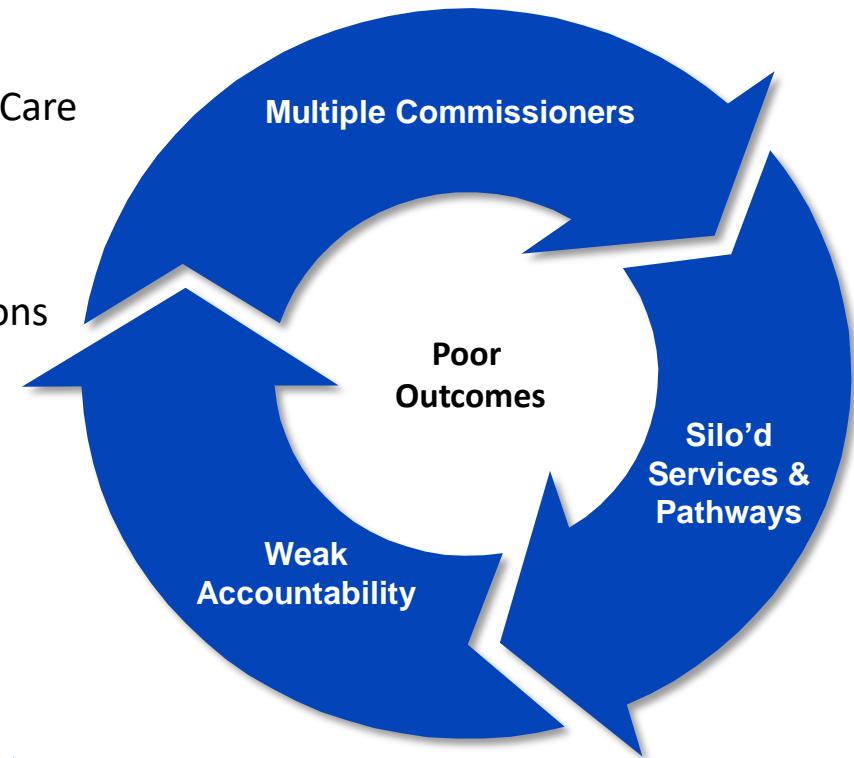 Care
Multiple Commissioners
ons
Poor
Outcomes
Silo’d
Services &
Pathways
Weak
Accountability